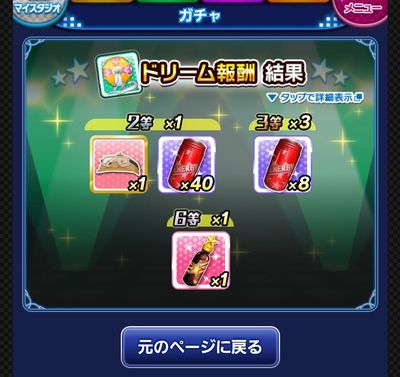 マイスタジオ
ガチャ
メニュー
ドリーム報酬 結果
▼タップで詳細表示
2等 ×1
3等 ×3
×1
×40
×8
6等 ×1
×1
元のページに戻る